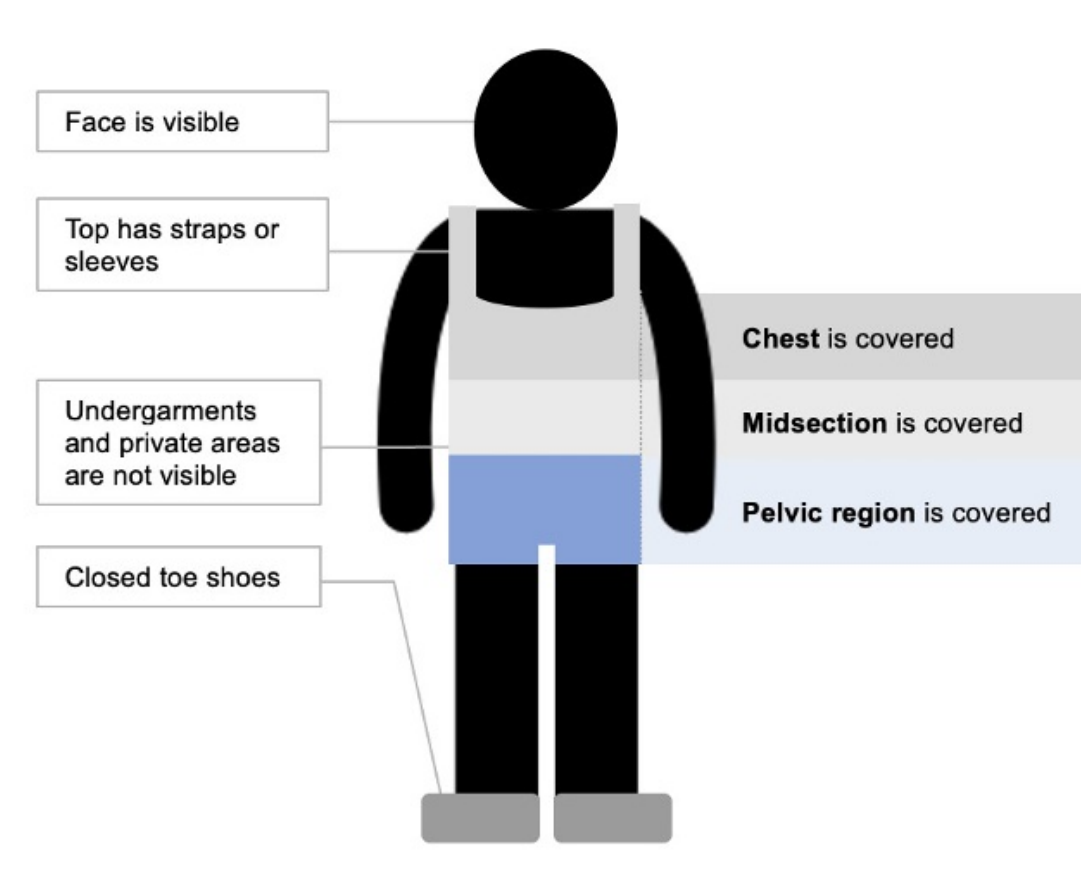 Face is visible
Top has straps or
sleeves
Chest is covered
Undergarments
and private areas
are not visible
Midsection is covered
Pelvic region is covered
Closed toe shoes